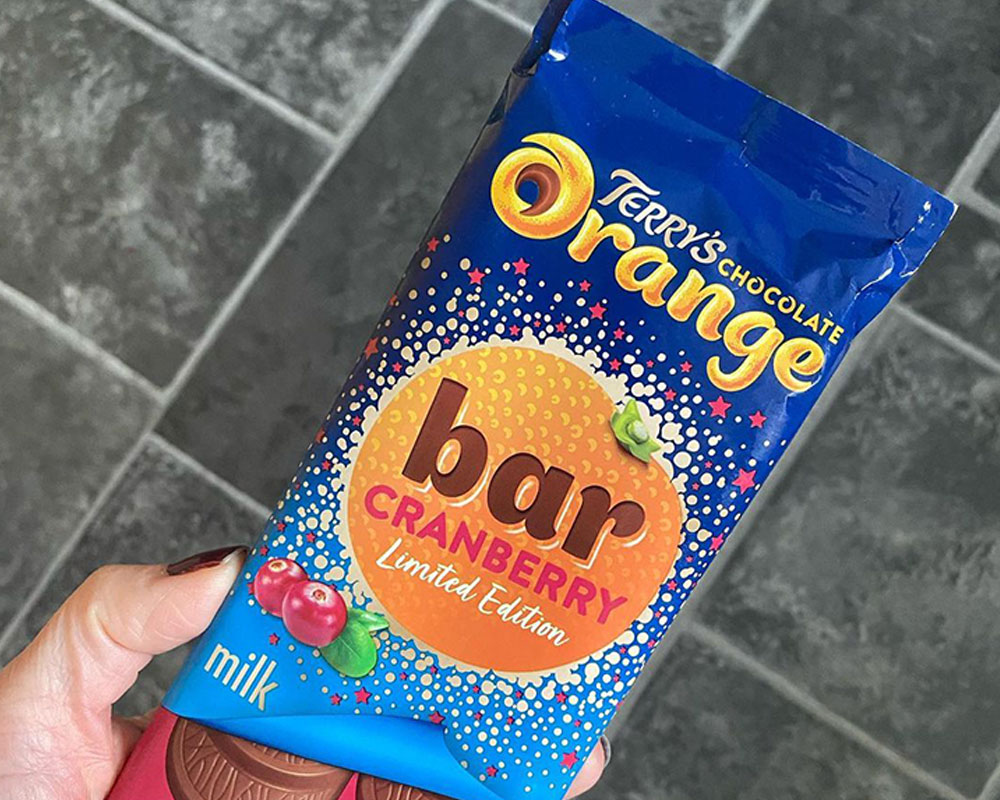 TERRY'S
CHOCOLATE
Orange
bar
CRANBERRY
Limited Edition
milk